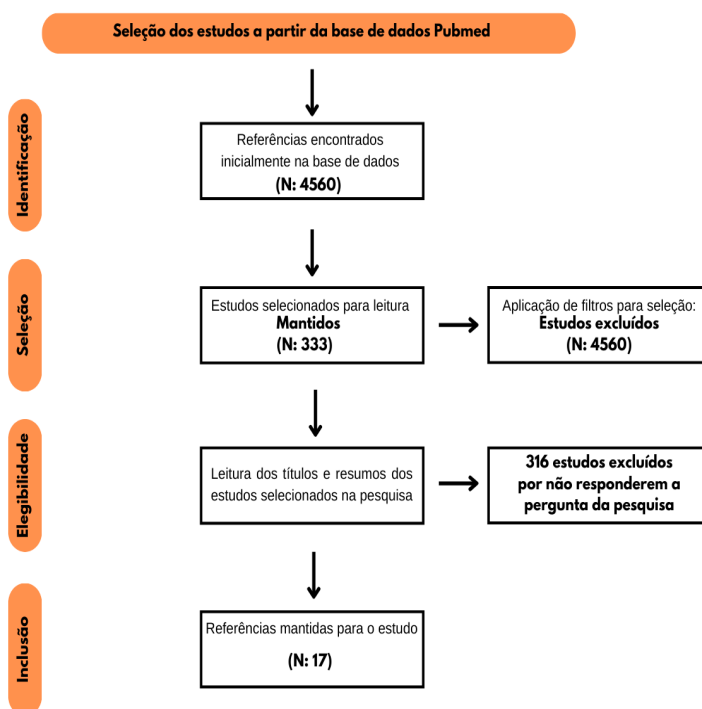 Seleção dos estudos a partir da base de dados Pubmed
Identificação
Referências encontrados
inicialmente na base de dados
(N: 4560)
Seleção
Estudos selecionados para leitura
Mantidos
(N: 333)
Aplicação de filtros para seleção:
Estudos excluídos
(N: 4560)
Elegibilidade
Leitura dos títulos e resumos dos
estudos selecionados na pesquisa
316 estudos excluídos
por não responderem a
pergunta da pesquisa
Inclusão
Referências mantidas para o estudo
(N: 17)